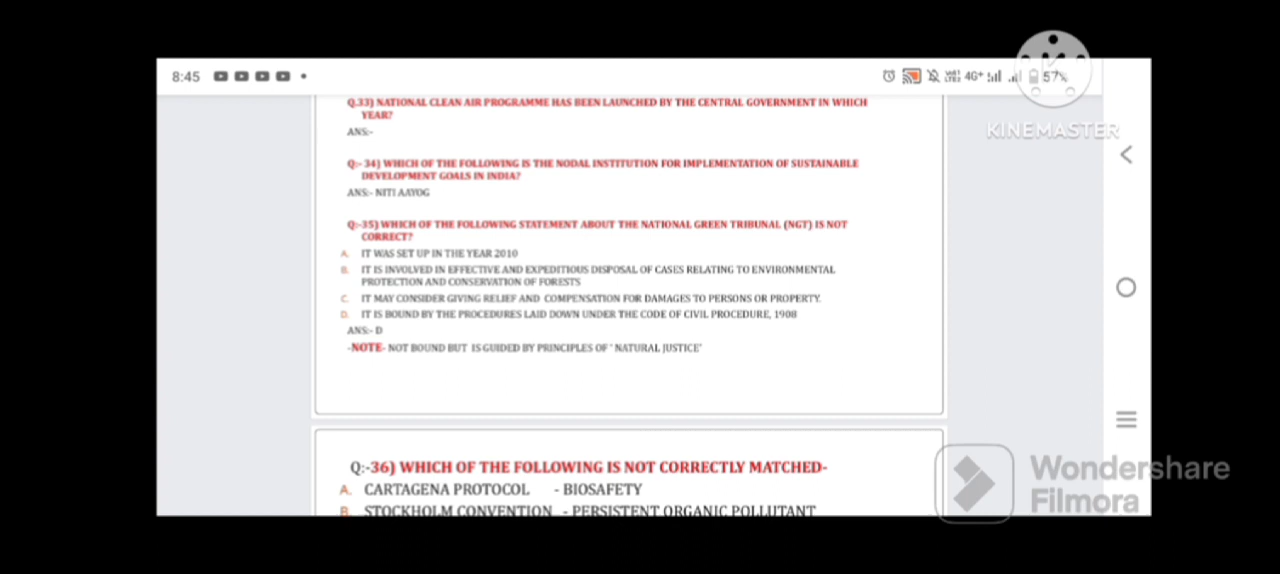 8:45 4G+ 57%
KINEMASTER
Q.33) NATIONAL CLEAN AIR PROGRAMME HAS BEEN LAUNCHED BY THE CENTRAL GOVERNMENT IN WHICH
YEAR?
ANS:-
Q:- 34) WHICH OF THE FOLLOWING IS THE NODAL INSTITUTION FOR IMPLEMENTATION OF SUSTAINABLE
DEVELOPMENT GOALS IN INDIA?
ANS:- NITI AAYOG
Q:-35) WHICH OF THE FOLLOWING STATEMENT ABOUT THE NATIONAL GREEN TRIBUNAL (NGT) IS NOT
CORRECT?
A. IT WAS SET UP IN THE YEAR 2010
B. IT IS INVOLVED IN EFFECTIVE AND EXPEDITIOUS DISPOSAL OF CASES RELATING TO ENVIRONMENTAL
PROTECTION AND CONSERVATION OF FORESTS
C. IT MAY CONSIDER GIVING RELIEF AND COMPENSATION FOR DAMAGES TO PERSONS OR PROPERTY.
D. IT IS BOUND BY THE PROCEDURES LAID DOWN UNDER THE CODE OF CIVIL PROCEDURE, 1908
ANS:- D
-NOTE- NOT BOUND BUT IS GUIDED BY PRINCIPLES OF "NATURAL JUSTICE"
Q:-36) WHICH OF THE FOLLOWING IS NOT CORRECTLY MATCHED-
A. CARTAGENA PROTOCOL - BIOSAFETY
B. STOCKHOLM CONVENTION - PERSISTENT ORGANIC POLLUTANT
Wondershare
Filmora